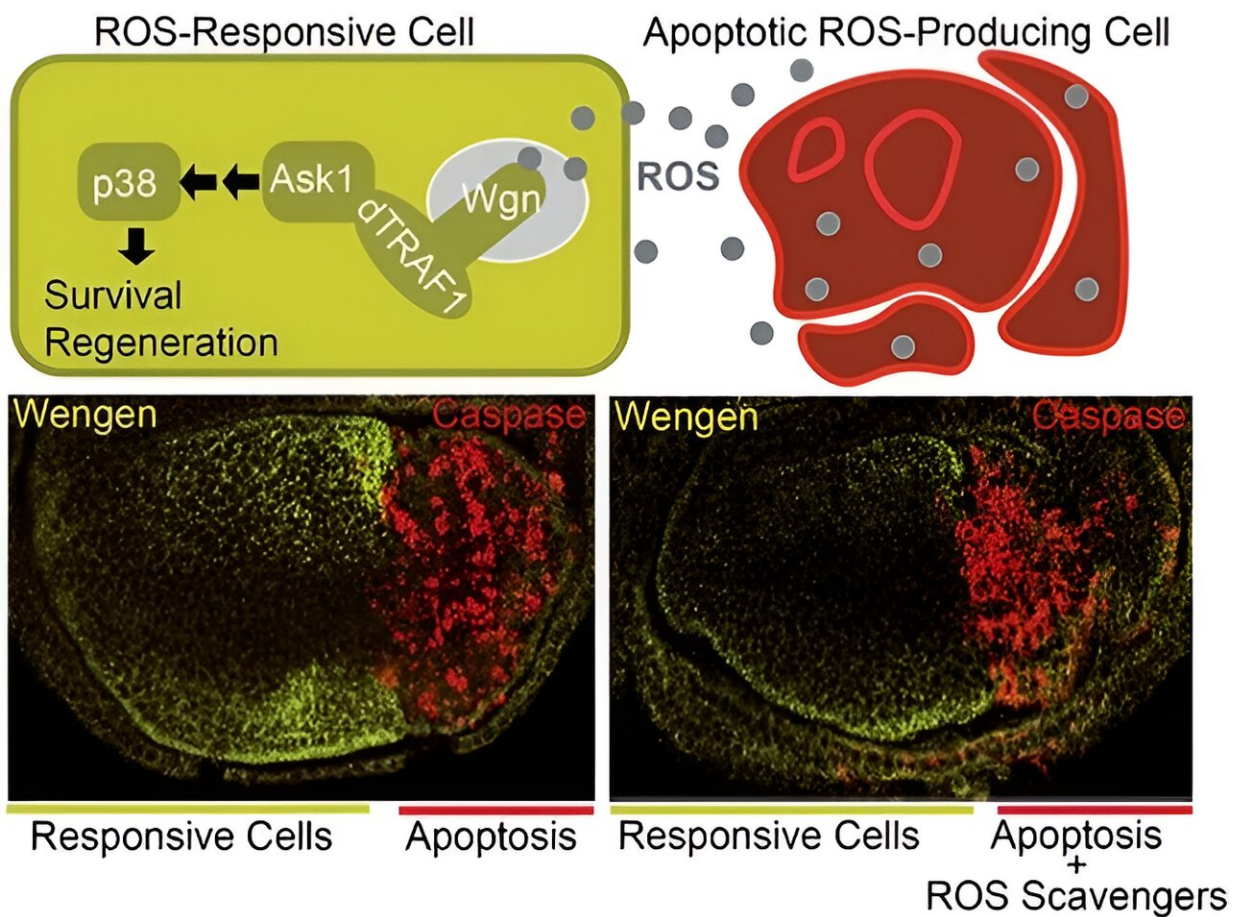 ROS-Responsive Cell
Apoptotic ROS-Producing Cell
p38
Ask1
dTRAF1
Wgn
ROS
Survival
Regeneration
Wengen
Caspase
Wengen
Caspase
Responsive Cells
Apoptosis
Responsive Cells
Apoptosis
+
ROS Scavengers